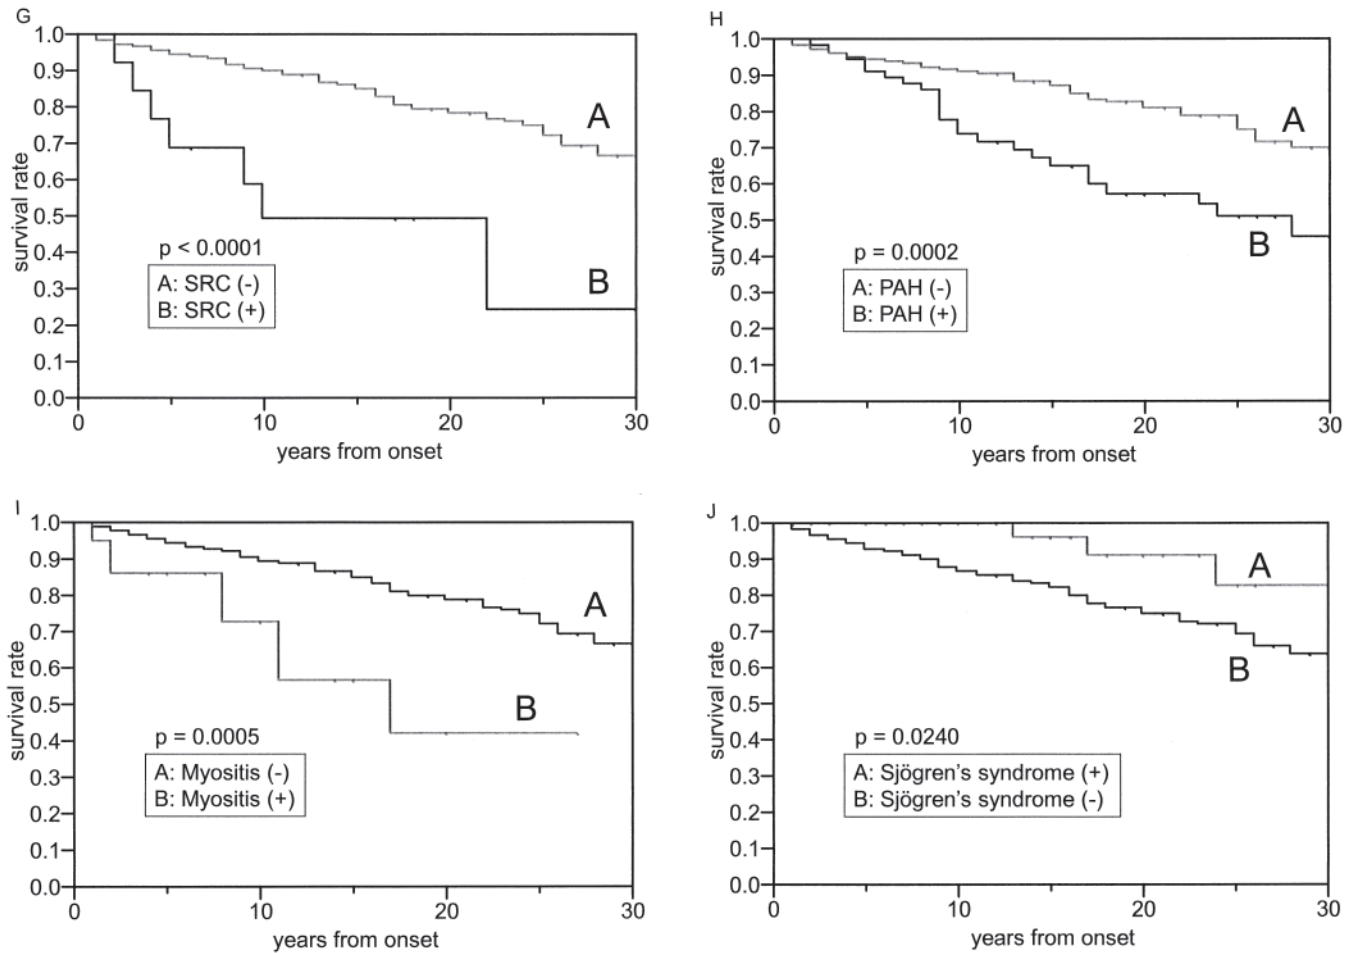 G
1.0
0.9
0.8
0.7
0.6
0.5
0.4
0.3
0.2
0.1
0.0
survival rate
A
B
p < 0.0001
A: SRC (-)
B: SRC (+)
0
10
20
30
years from onset
H
1.0
0.9
0.8
0.7
0.6
0.5
0.4
0.3
0.2
0.1
0.0
survival rate
A
B
p = 0.0002
A: PAH (-)
B: PAH (+)
0
10
20
30
years from onset
I
1.0
0.9
0.8
0.7
0.6
0.5
0.4
0.3
0.2
0.1
0.0
survival rate
A
B
p = 0.0005
A: Myositis (-)
B: Myositis (+)
0
10
20
30
years from onset
J
1.0
0.9
0.8
0.7
0.6
0.5
0.4
0.3
0.2
0.1
0.0
survival rate
A
B
p = 0.0240
A: Sjögren's syndrome (+)
B: Sjögren's syndrome (-)
0
10
20
30
years from onset